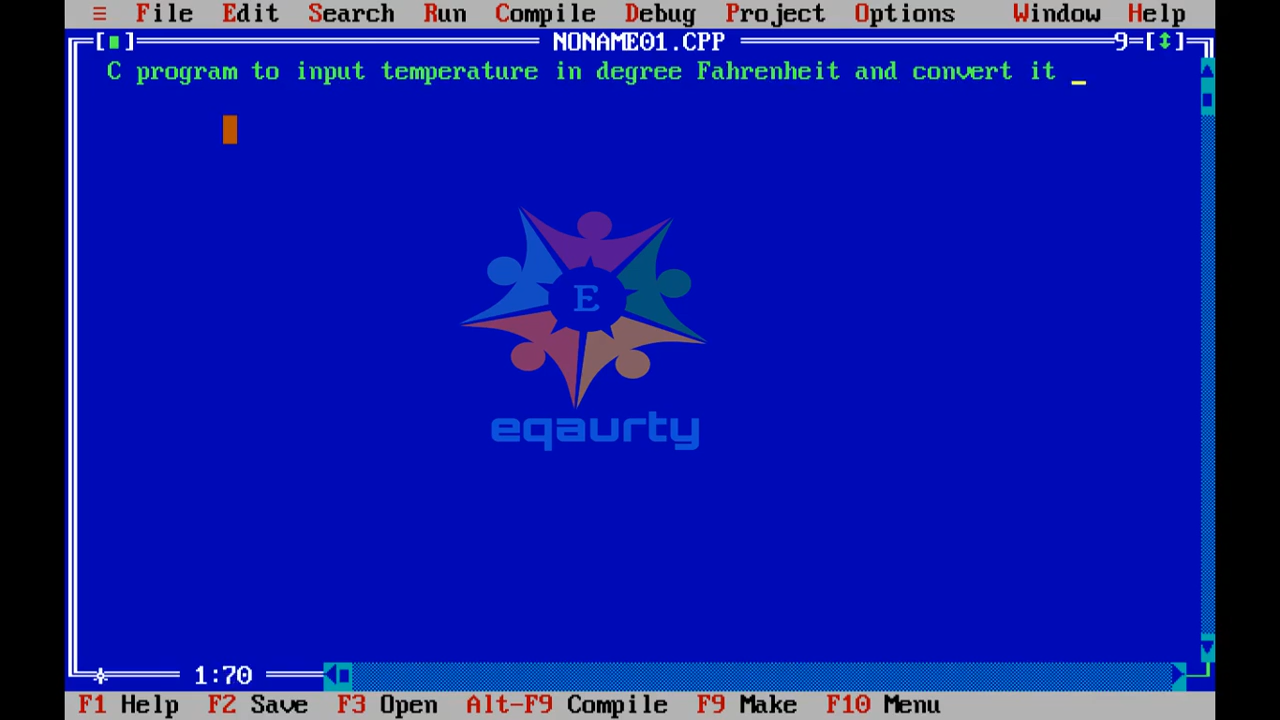 ≡ File Edit Search Run Compile Debug Project Options Window Help
[■] NONAME01.CPP 9=[↕]
C program to input temperature in degree Fahrenheit and convert it _
E
eqaurty
1:70
F1 Help F2 Save F3 Open Alt-F9 Compile F9 Make F10 Menu